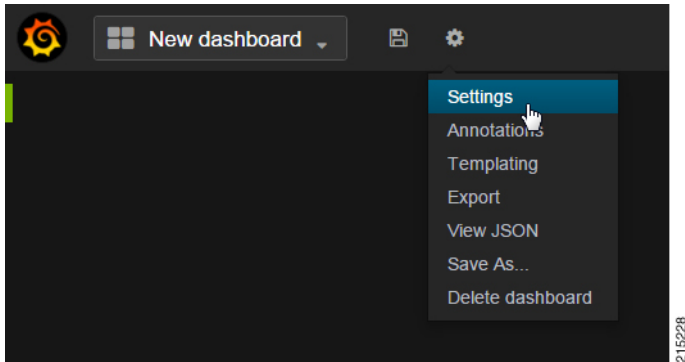 New dashboard
Settings
Annotations
Templating
Export
View JSON
Save As...
Delete dashboard
215228